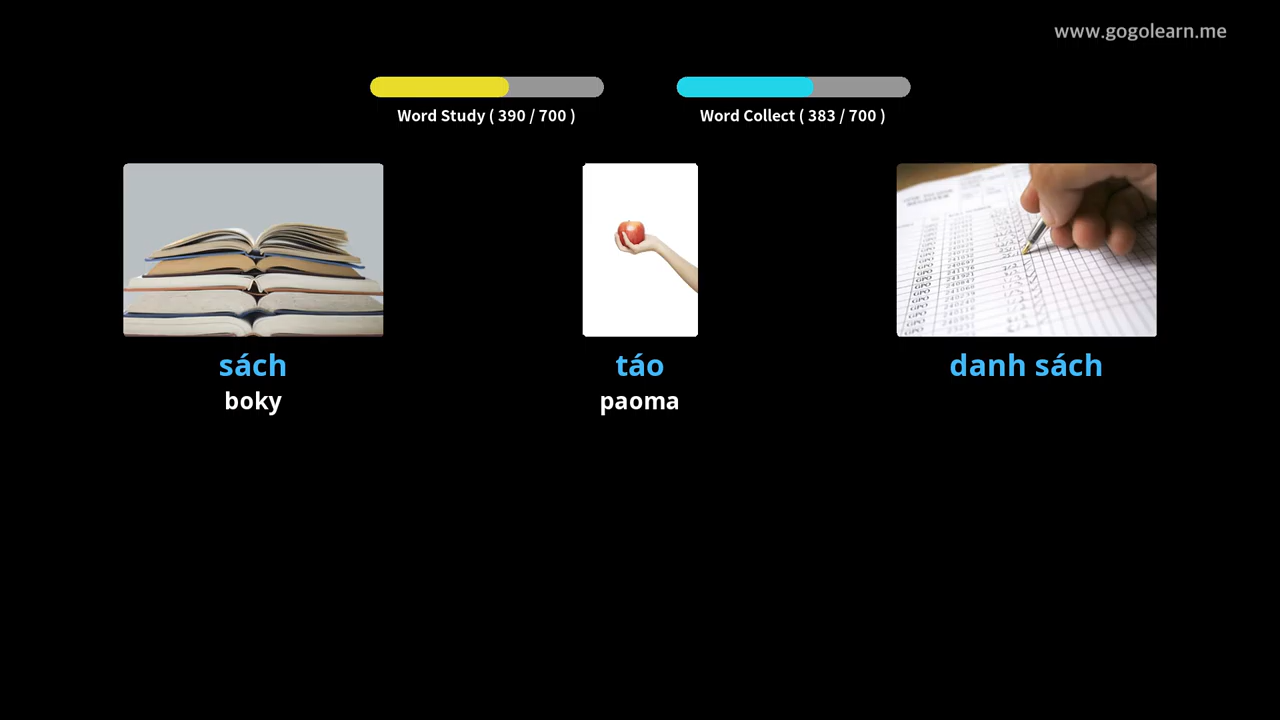 www.gogolearn.me
Word Study ( 390 / 700 )
Word Collect ( 383 / 700 )
sách
táo
danh sách
boky
paoma